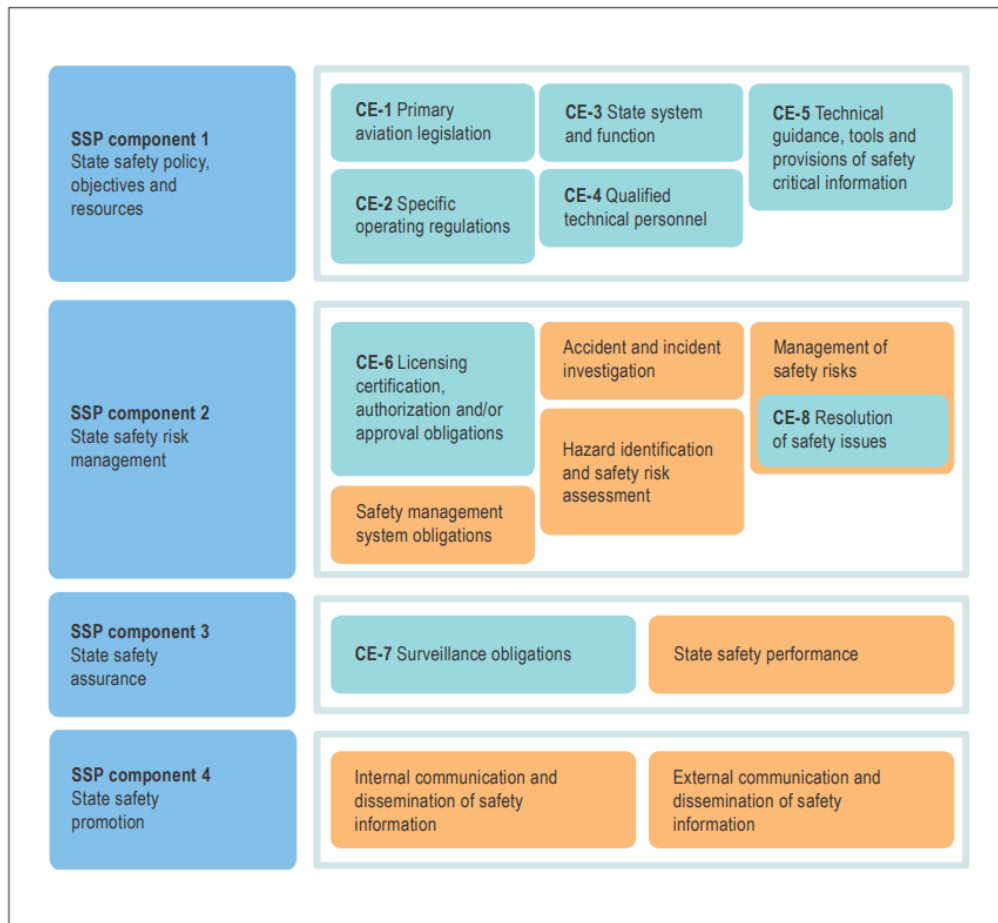 SSP component 1
State safety policy,
objectives and
resources
CE-1 Primary
aviation legislation
CE-2 Specific
operating regulations
CE-3 State system
and function
CE-4 Qualified
technical personnel
CE-5 Technical
guidance, tools and
provisions of safety
critical information
SSP component 2
State safety risk
management
CE-6 Licensing
certification,
authorization and/or
approval obligations
Safety management
system obligations
Accident and incident
investigation
Hazard identification
and safety risk
assessment
Management of
safety risks
CE-8 Resolution
of safety issues
SSP component 3
State safety
assurance
CE-7 Surveillance obligations
State safety performance
SSP component 4
State safety
promotion
Internal communication and
dissemination of safety
information
External communication and
dissemination of safety
information